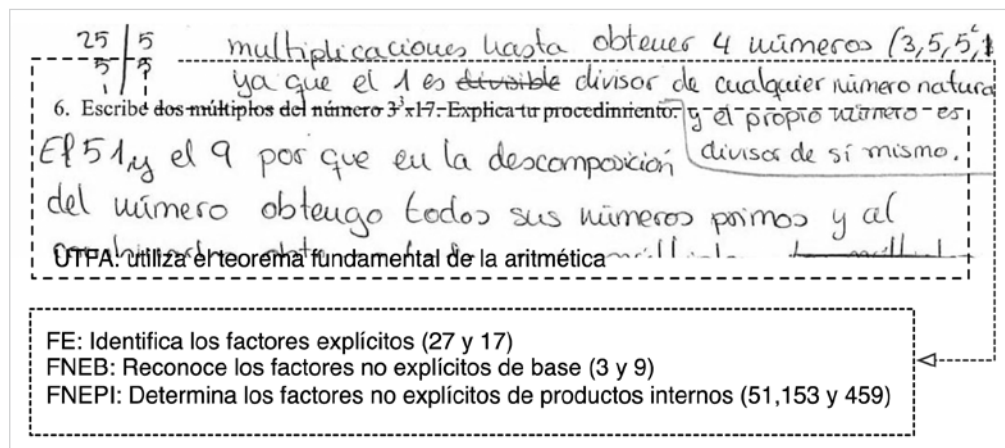 25 | 5 multiplicaciones hasta obtener 4 números (3,5,5²,1
5 | 5 ya que el 1 es divisible divisor de cualquier número natura
6. Escribe dos múltiplos del número 3³x17. Explica tu procedimiento. y el propio número es
El 51 y el 9 por que en la descomposición divisor de sí mismo.
del número obtengo todos sus números primos y al
UTFA: utiliza el teorema fundamental de la aritmética
FE: Identifica los factores explícitos (27 y 17)
FNEB: Reconoce los factores no explícitos de base (3 y 9)
FNEPI: Determina los factores no explícitos de productos internos (51,153 y 459)